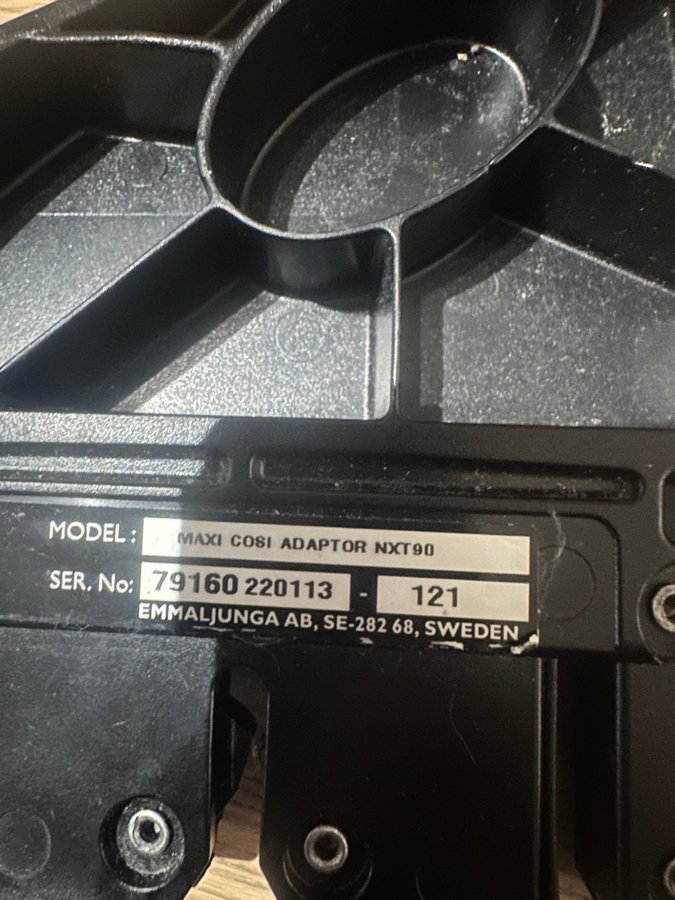 MODEL: MAXI COSI ADAPTOR NXT90
SER. No: 79160 220113 - 121
EMMALJUNGA AB, SE-282 68, SWEDEN